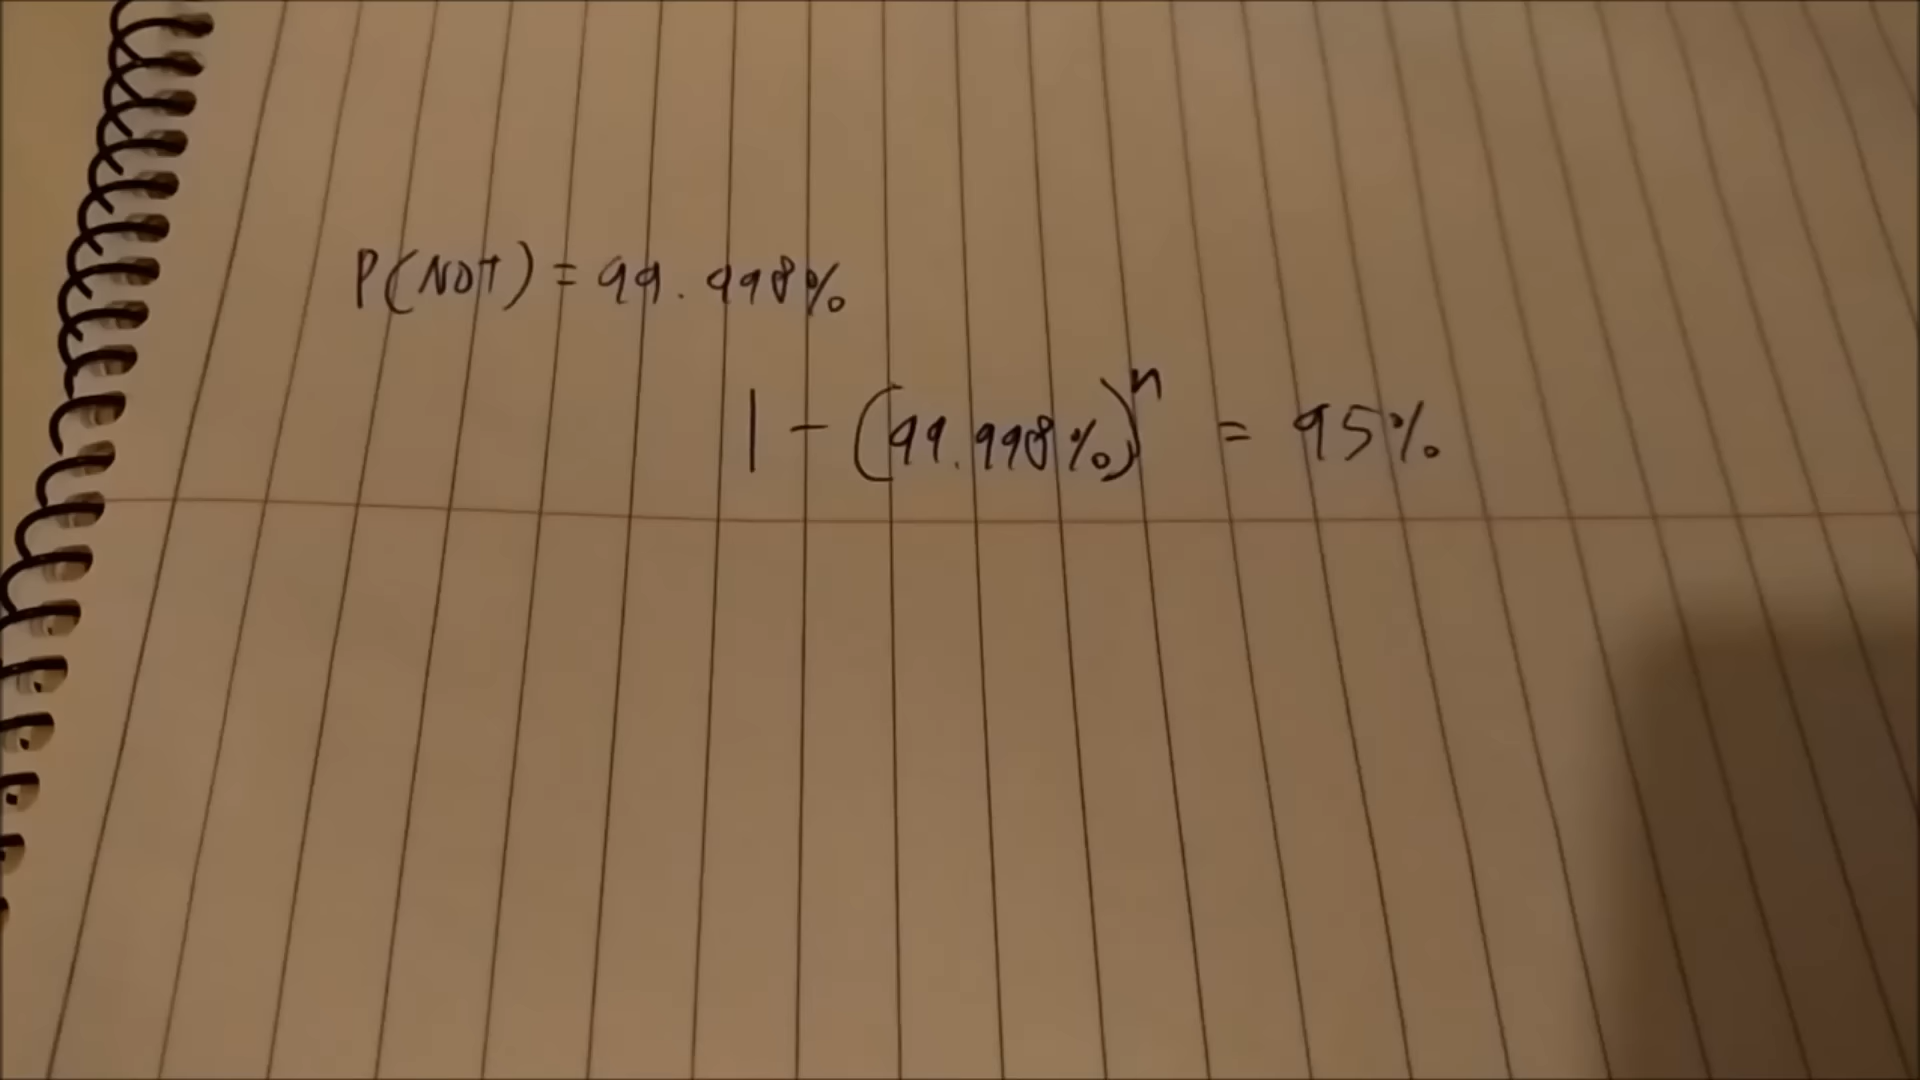 P(NOT) = 99.998%
1 - (99.998%)^n = 95%